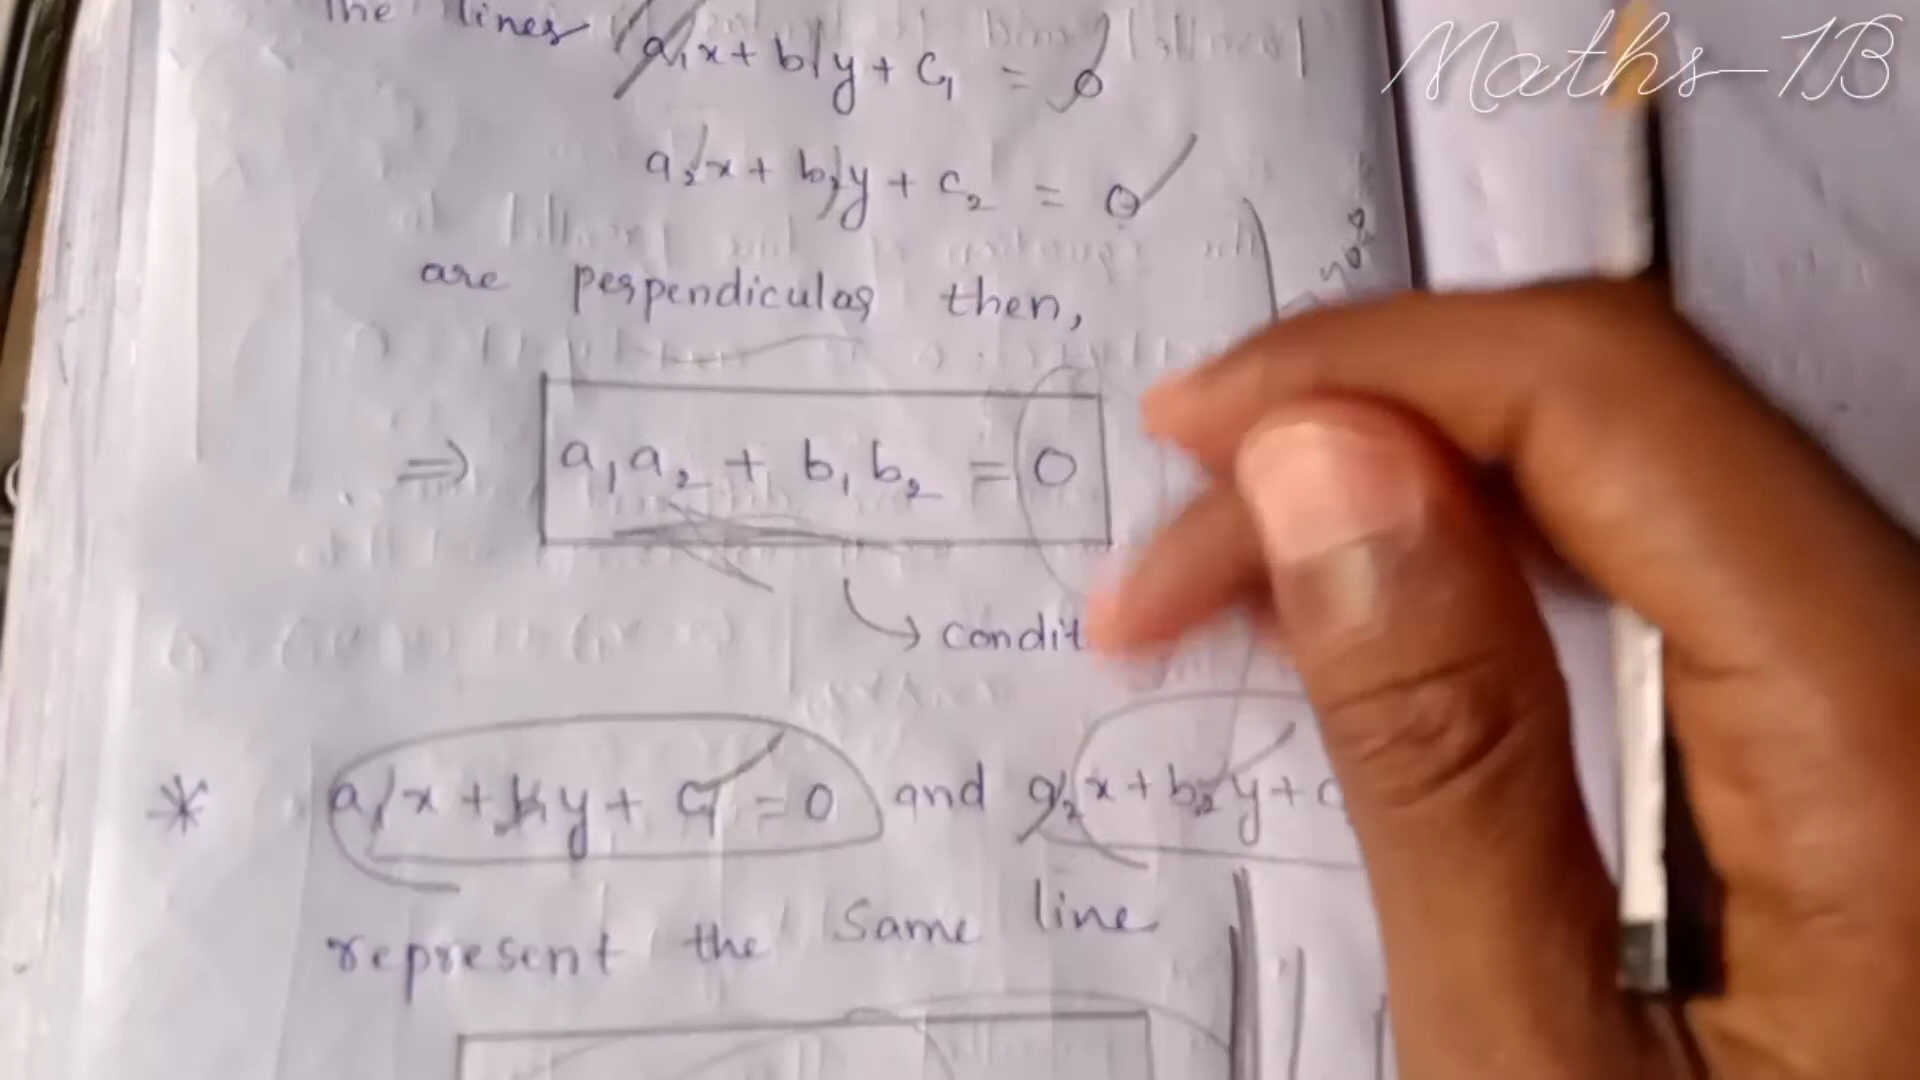 Maths-1B
The lines a₁x + b₁y + c₁ = 0
a₂x + b₂y + c₂ = 0
90°
are perpendicular then,
⇒ a₁a₂ + b₁b₂ = 0
→ condit
* a₁x + b₁y + c₁ = 0 and a₂x + b₂y + c
represent the same line